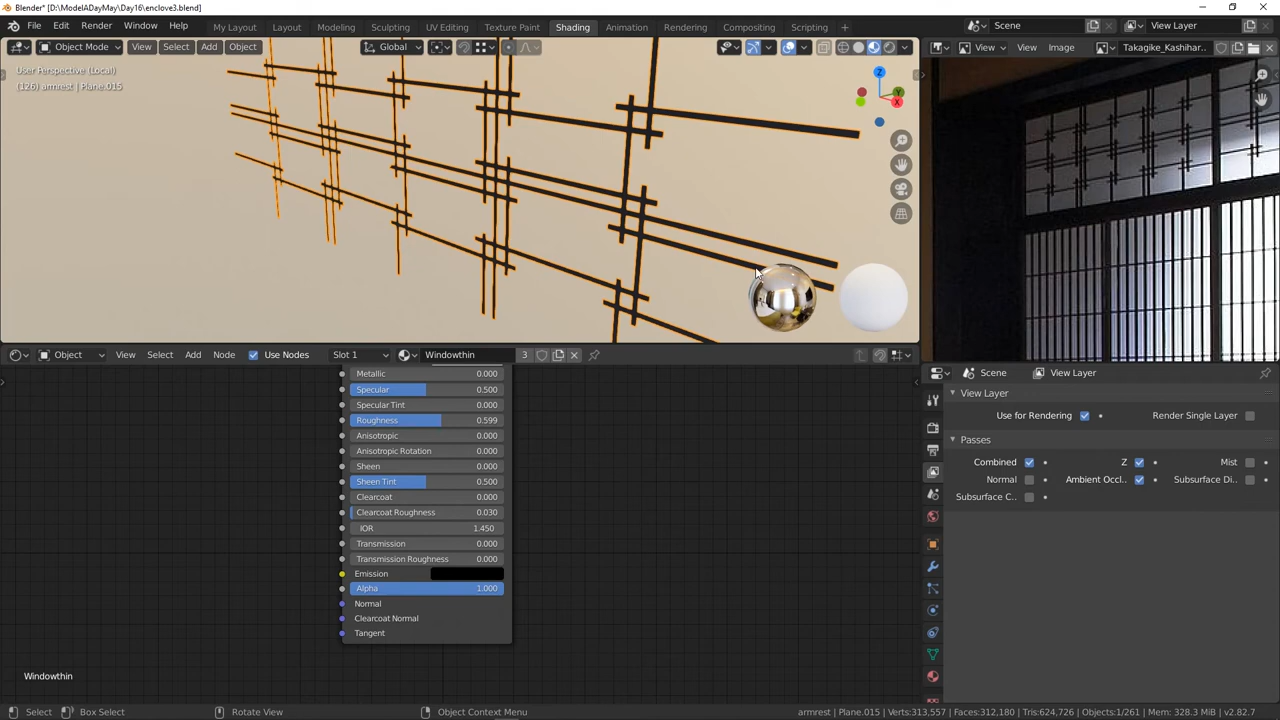 Blender* [D:\ModelADayMay\Day16\enclove3.blend]
File Edit Render Window Help My Layout Layout Modeling Sculpting UV Editing Texture Paint Shading Animation Rendering Compositing Scripting + Scene View Layer
Object Mode View Select Add Object Global View View Image Takagike_Kashihar...
User Perspective (Local)
(126) armrest | Plane.015
Z
Y
X
Object View Select Add Node Use Nodes Slot 1 Windowthin 3
Scene View Layer
Metallic 0.000
Specular 0.500
Specular Tint 0.000
Roughness 0.599
Anisotropic 0.000
Anisotropic Rotation 0.000
Sheen 0.000
Sheen Tint 0.500
Clearcoat 0.000
Clearcoat Roughness 0.030
IOR 1.450
Transmission 0.000
Transmission Roughness 0.000
Emission
Alpha 1.000
Normal
Clearcoat Normal
Tangent
View Layer
Use for Rendering Render Single Layer
Passes
Combined Z Mist
Normal Ambient Occl.. Subsurface Di..
Subsurface C...
Windowthin
Select Box Select Rotate View Object Context Menu armrest | Plane.015 | Verts:313,557 | Faces:312,180 | Tris:624,726 | Objects:1/261 | Mem: 328.3 MiB | v2.82.7